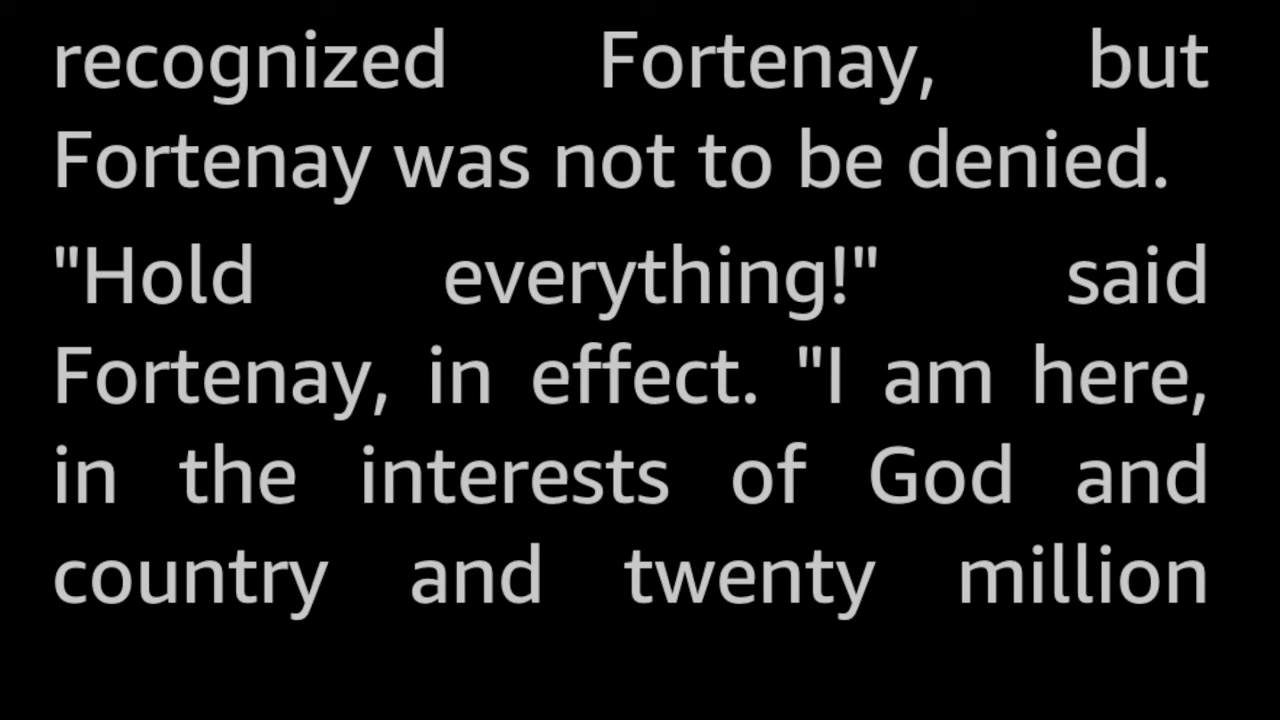 recognized Fortenay, but
Fortenay was not to be denied.
"Hold everything!" said
Fortenay, in effect. "I am here,
in the interests of God and
country and twenty million